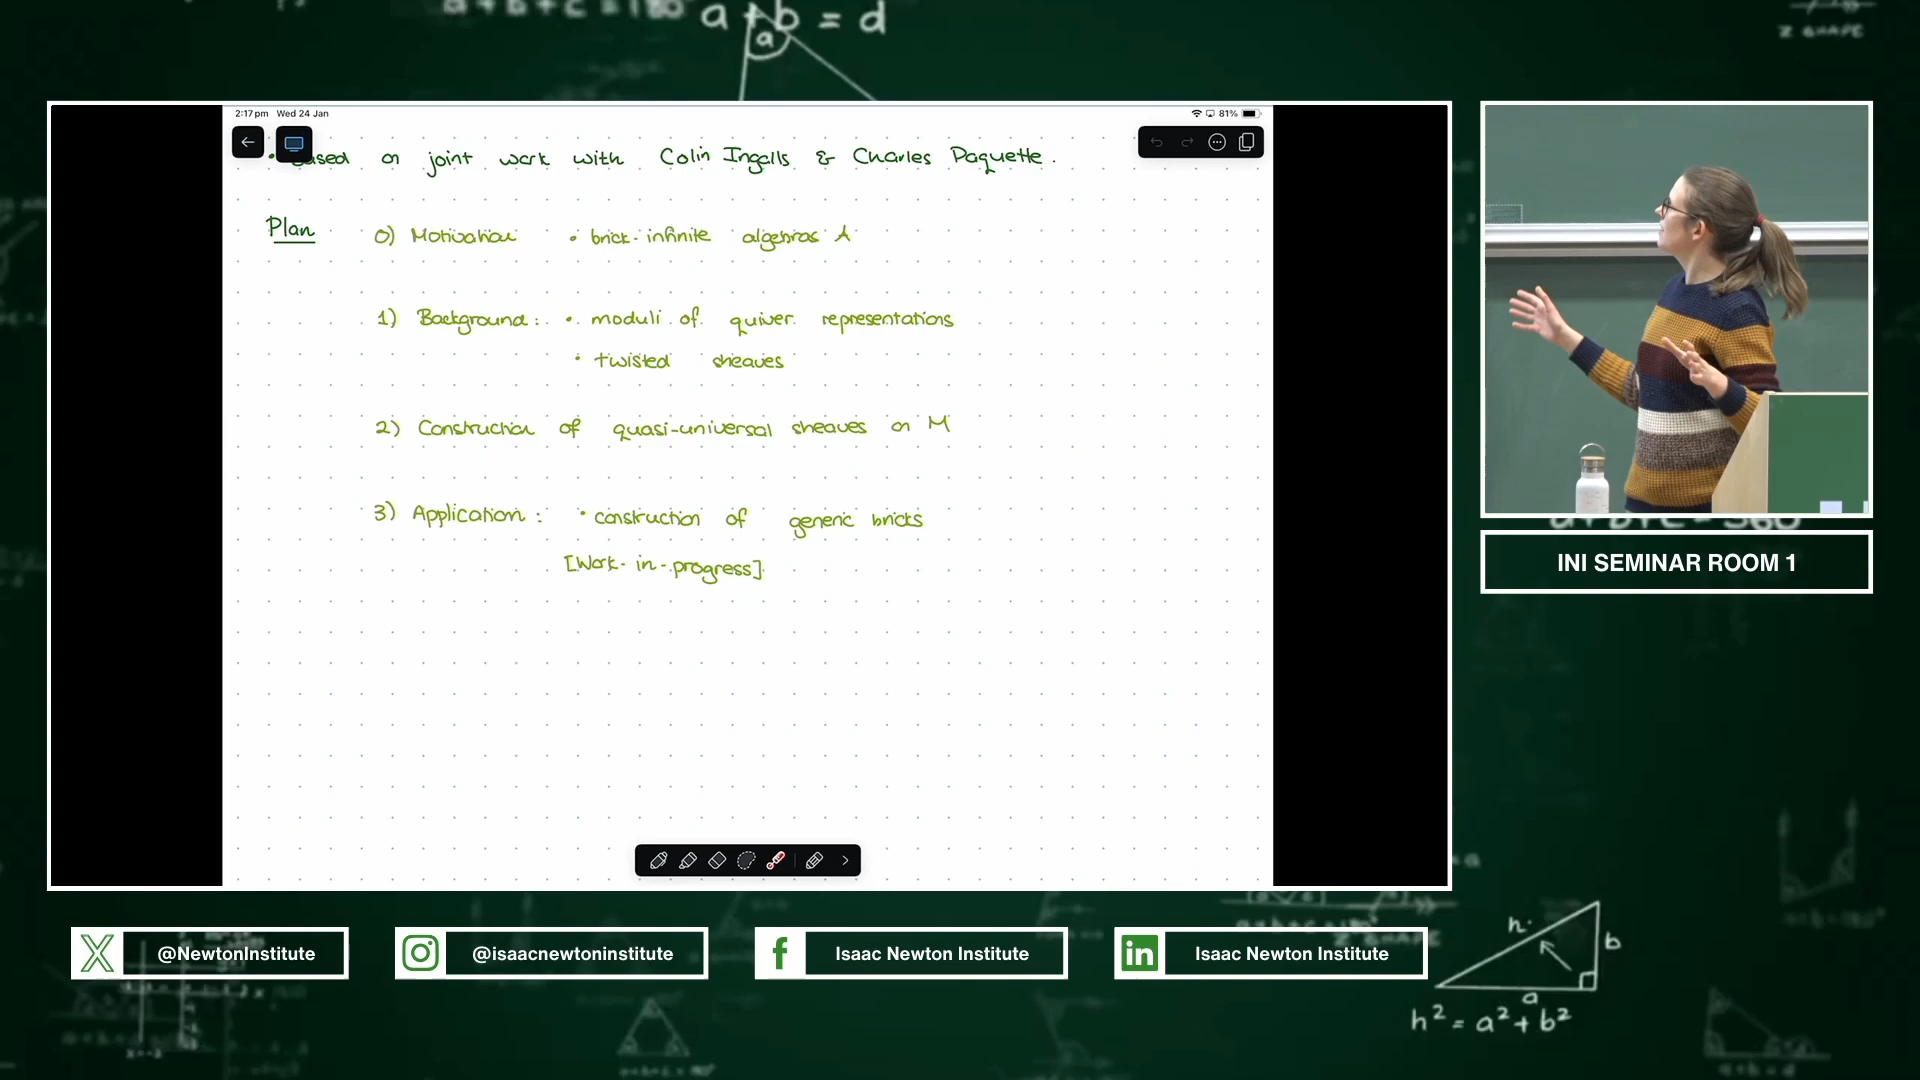 a+b+c=180°
a+b = d
a
Z SHAPE
2:17pm Wed 24 Jan
81%
on joint work with Colin Ingalls & Charles Paquette.
Plan
0) Motivation • brick-infinite algebras A
1) Background: • moduli of quiver representations
• twisted sheaves
2) Construction of quasi-universal sheaves on M
3) Application: • construction of generic bricks
[Work-in-progress]
INI SEMINAR ROOM 1
@NewtonInstitute
@isaacnewtoninstitute
Isaac Newton Institute
Isaac Newton Institute
h
b
a
h² = a² + b²